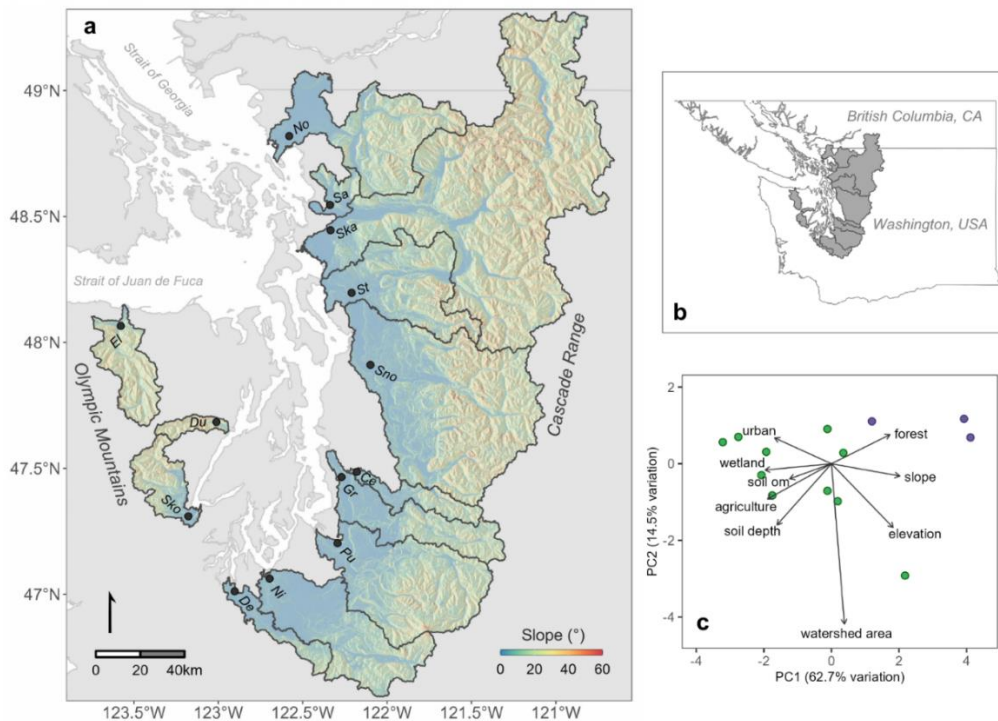 a
49°N
48.5°N
48°N
47.5°N
47°N
123.5°W
123°W
122.5°W
122°W
121.5°W
121°W
Strait of Georgia
Strait of Juan de Fuca
Olympic Mountains
Cascade Range
No
Sa
Ska
St
Sno
El
Du
Sko
Ce
Gr
Pu
Ni
De
0 20 40km
Slope (°)
0 20 40 60
b
British Columbia, CA
Washington, USA
c
PC2 (14.5% variation)
2
0
-2
-4
urban
forest
wetland
slope
soil om
agriculture
soil depth
elevation
watershed area
-4 -2 0 2 4
PC1 (62.7% variation)